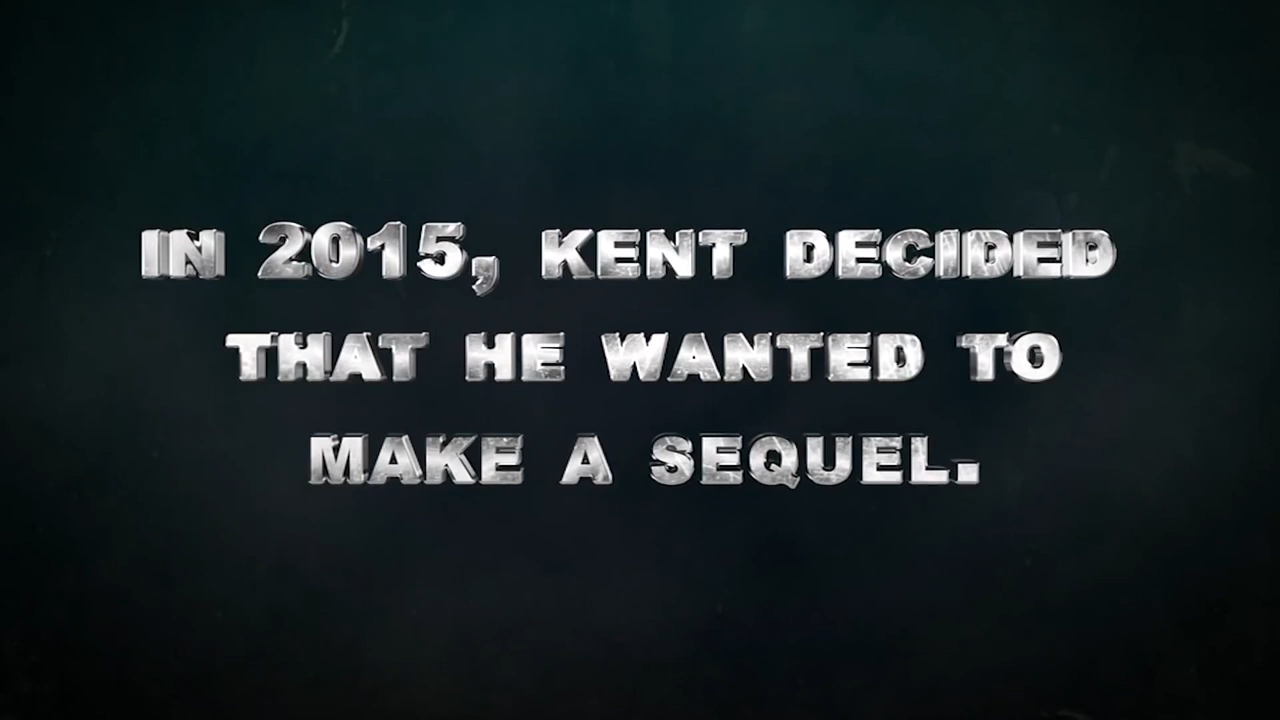 IN 2015, KENT DECIDED
THAT HE WANTED TO
MAKE A SEQUEL.